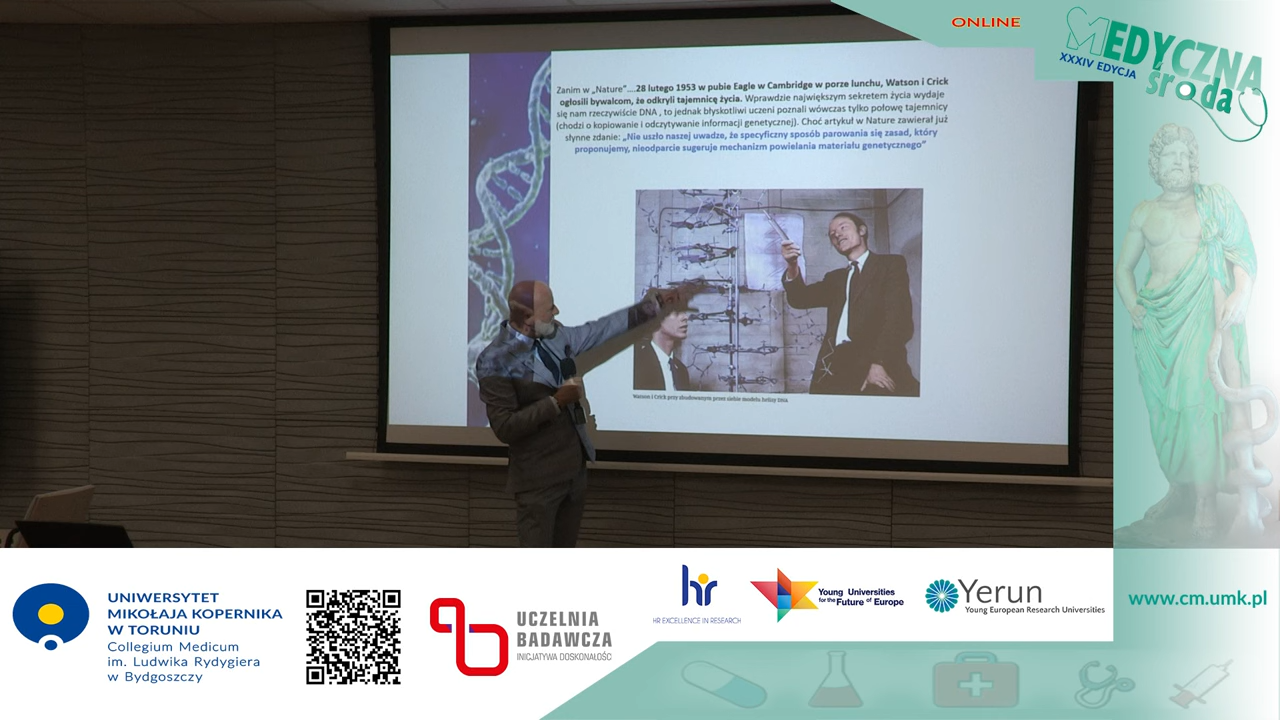 ONLINE
MEDYCZNA
XXXIV EDYCJA
środa
Zanim w „Nature”....28 lutego 1953 w pubie Eagle w Cambridge w porze lunchu, Watson i Crick
ogłosili bywalcom, że odkryli tajemnicę życia. Wprawdzie największym sekretem życia wydaje
się nam rzeczywiście DNA , to jednak błyskotliwi uczeni poznali wówczas tylko połowę tajemnicy
(chodzi o kopiowanie i odczytywanie informacji genetycznej). Choć artykuł w Nature zawierał już
słynne zdanie: „Nie uszło naszej uwadze, że specyficzny sposób parowania się zasad, który
proponujemy, nieodparcie sugeruje mechanizm powielania materiału genetycznego”
Watson i Crick przy zbudowanym przez siebie modelu helisy DNA
UNIWERSYTET
MIKOŁAJA KOPERNIKA
W TORUNIU
Collegium Medicum
im. Ludwika Rydygiera
w Bydgoszczy
UCZELNIA
BADAWCZA
INICJATYWA DOSKONAŁOŚĆ
hr
HR EXCELLENCE IN RESEARCH
Young Universities
for the Future of Europe
Yerun
Young European Research Universities
www.cm.umk.pl